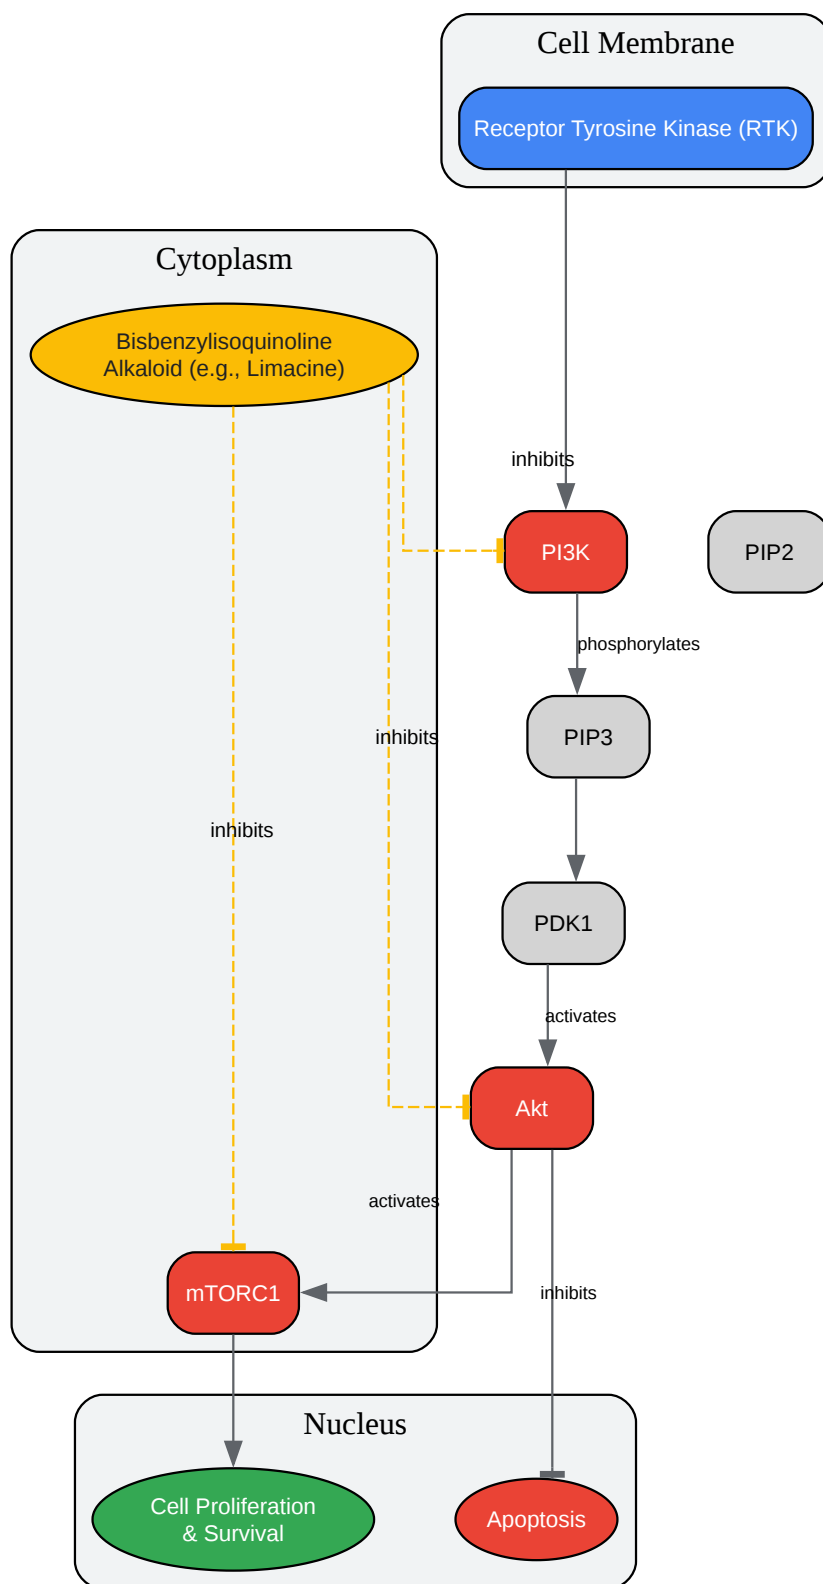 Cell Membrane
Receptor Tyrosine Kinase (RTK)
Cytoplasm
Bisbenzylisoquinoline
Alkaloid (e.g., Limacine)
inhibits
PI3K
PIP2
phosphorylates
PIP3
inhibits
inhibits
PDK1
activates
Akt
activates
mTORC1
inhibits
Nucleus
Cell Proliferation
& Survival
Apoptosis